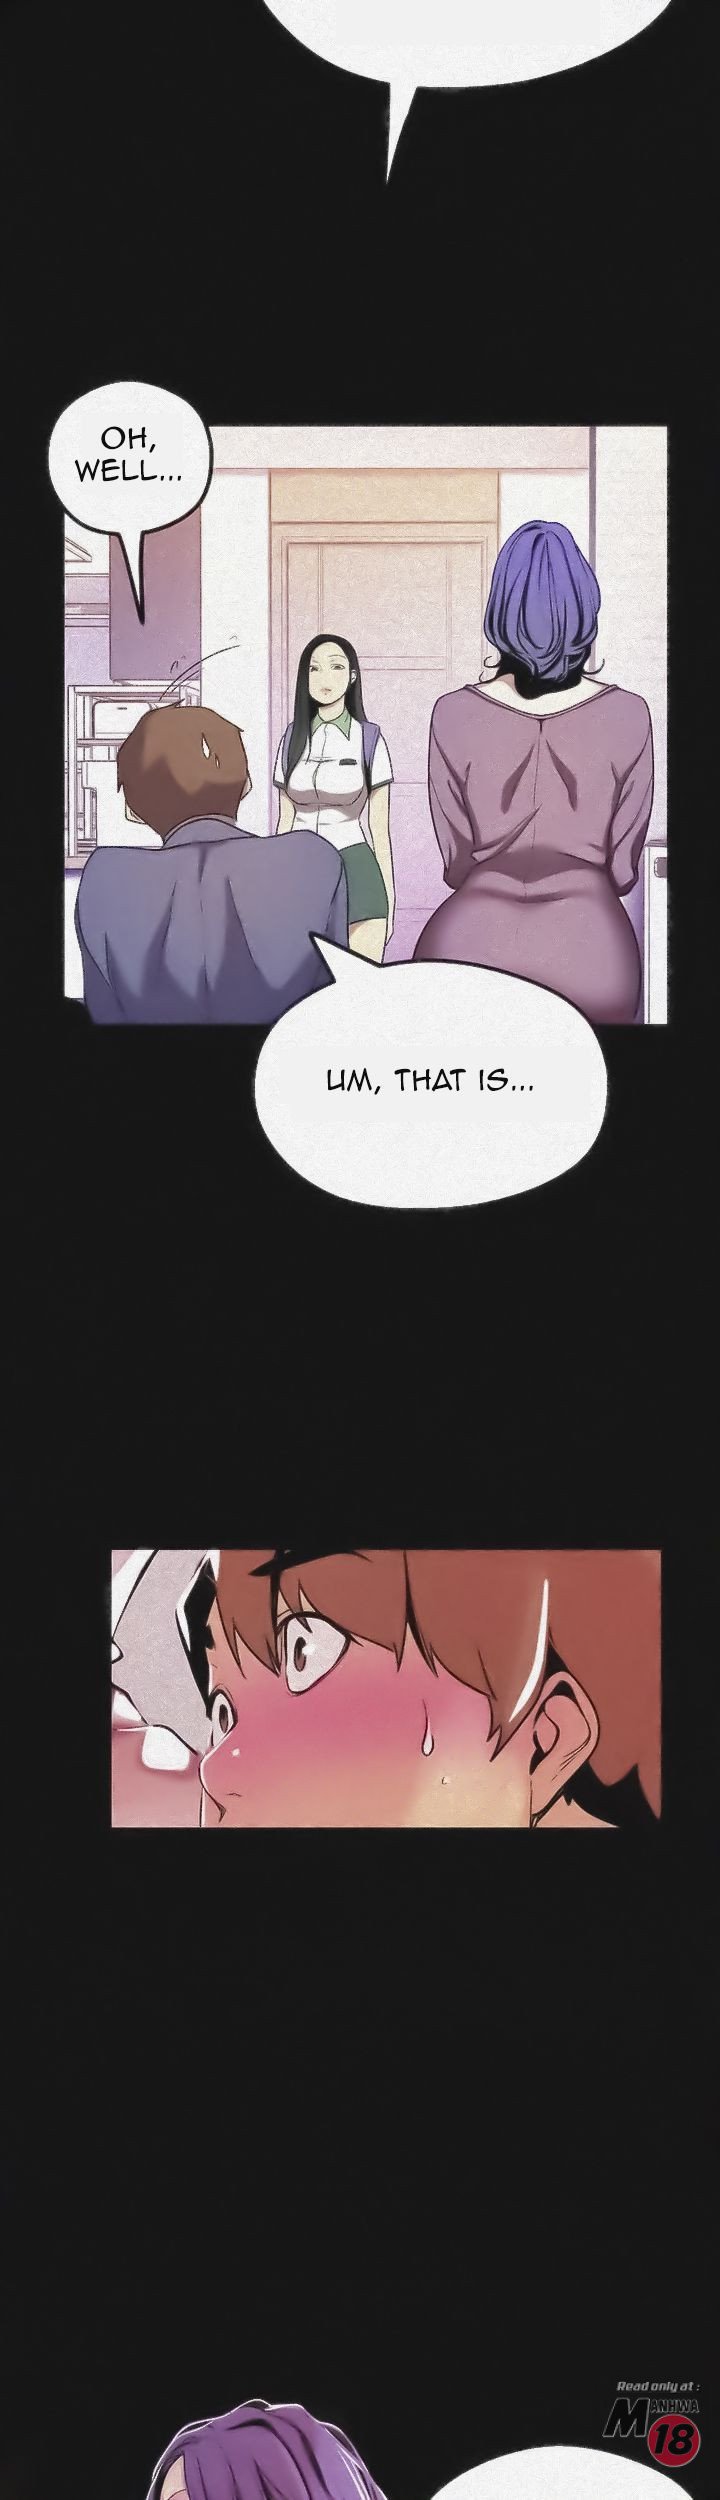 OH,
WELL...
UM, THAT IS...
Read only at :
MANHWA
18